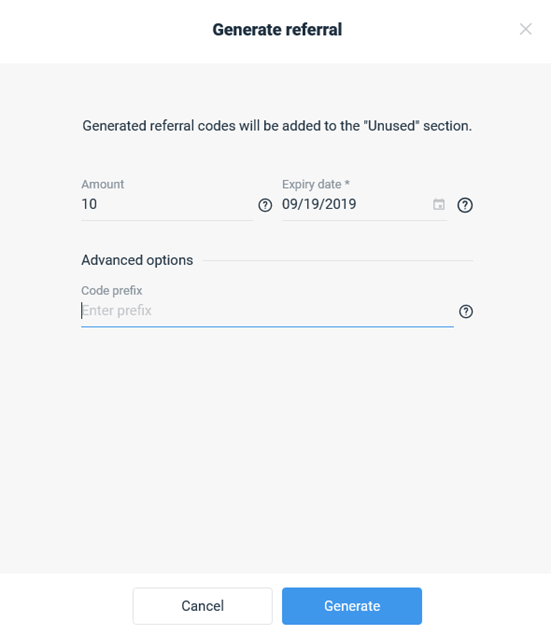 Generate referral
Generated referral codes will be added to the "Unused" section.
Amount
10
Expiry date *
09/19/2019
Advanced options
Code prefix
Enter prefix
Cancel
Generate